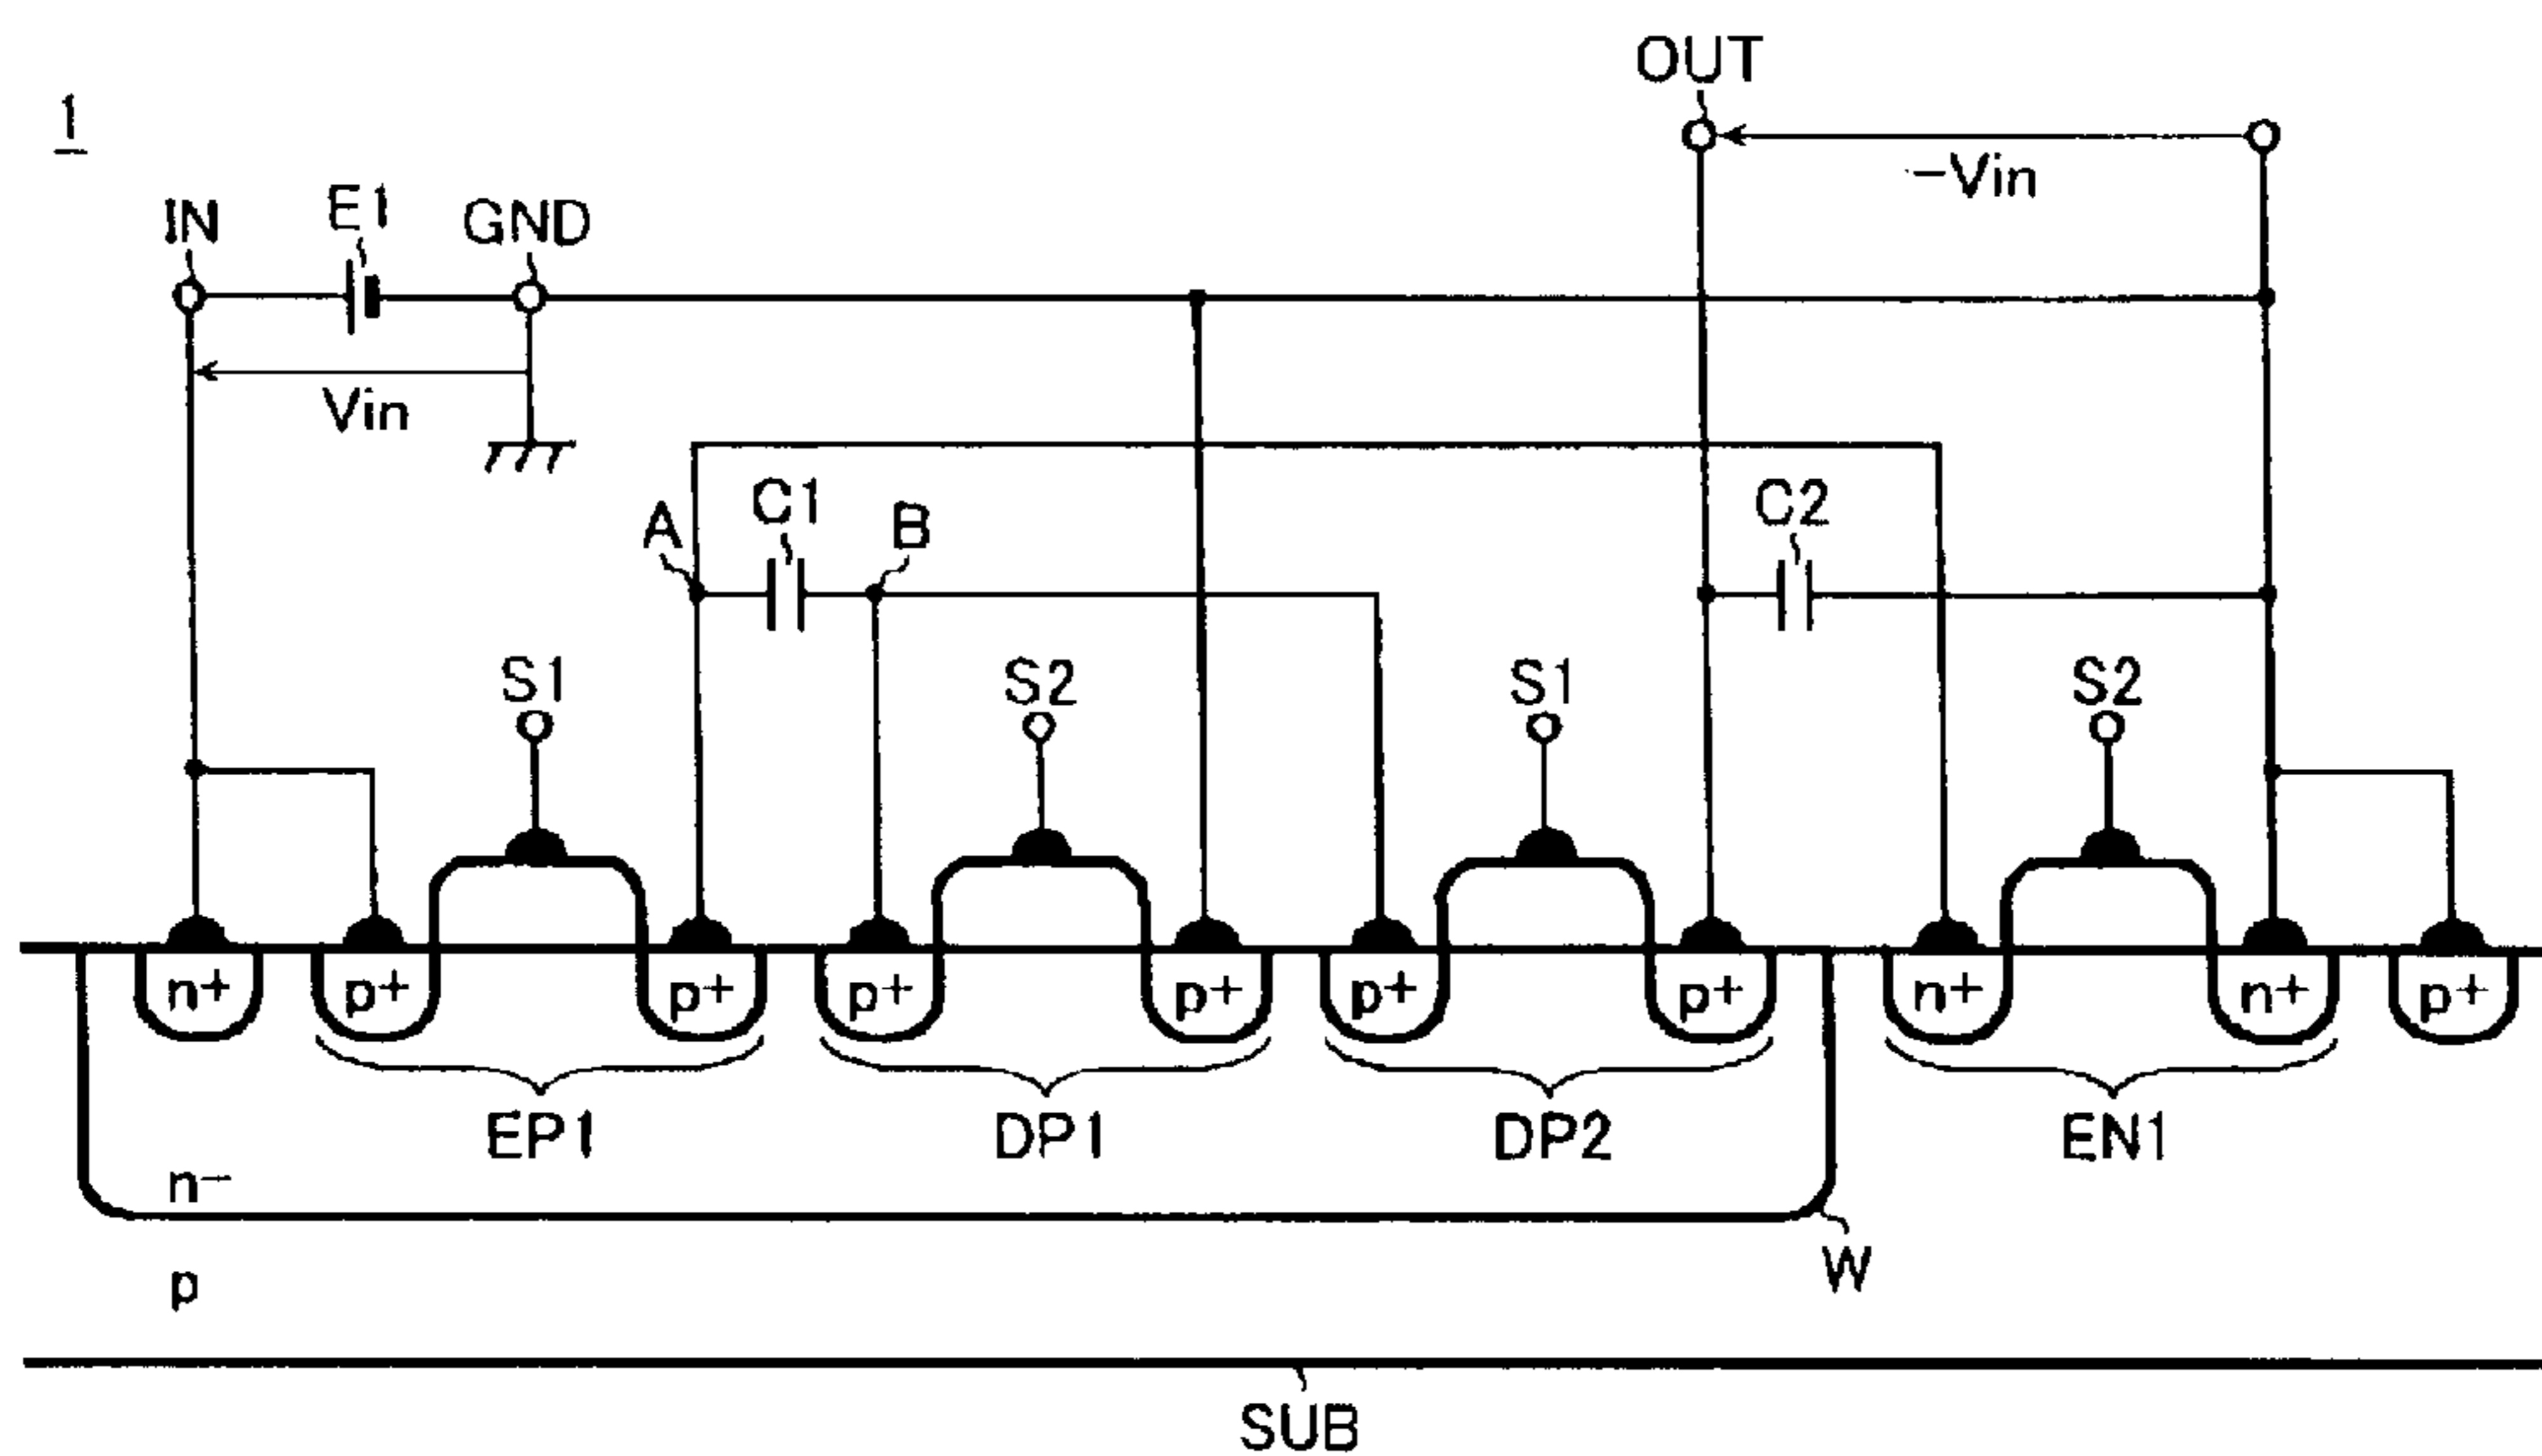 OUT
1
−Vin
IN E1 GND
Vin
A C1 B C2
S1 S2 S1 S2
n+ p+ p+ p+ p+ p+ p+ n+ n+ p+
EP1 DP1 DP2 EN1
n−
W
p
SUB